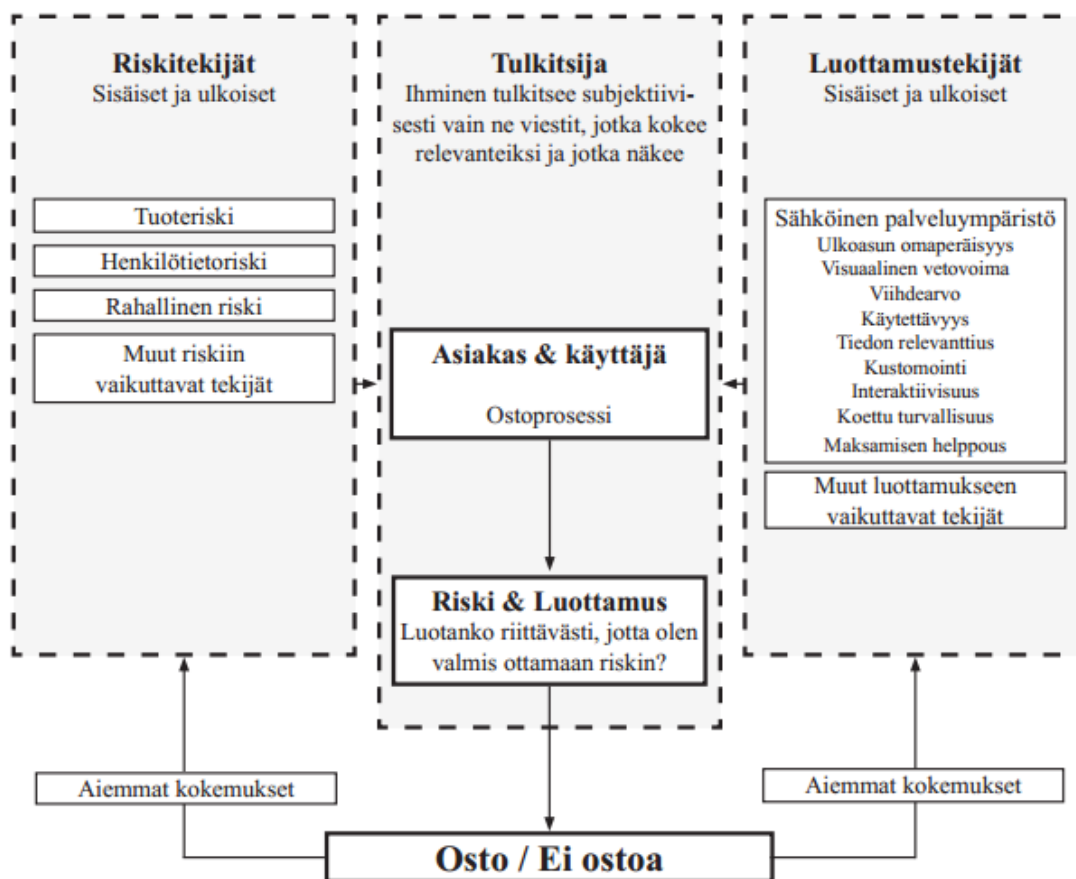 Riskitekijät
Sisäiset ja ulkoiset
Tuoteriski
Henkilötietoriski
Rahallinen riski
Muut riskiin
vaikuttavat tekijät
Tulkitsija
Ihminen tulkitsee subjektiivi-
sesti vain ne viestit, jotka kokee
relevanteiksi ja jotka näkee
Asiakas & käyttäjä
Ostoprosessi
Riski & Luottamus
Luotanko riittävästi, jotta olen
valmis ottamaan riskin?
Luottamustekijät
Sisäiset ja ulkoiset
Sähköinen palveluympäristö
Ulkoasun omaperäisyys
Visuaalinen vetovoima
Viihdearvo
Käytettävyys
Tiedon relevanttius
Kustomointi
Interaktiivisuus
Koettu turvallisuus
Maksamisen helppous
Muut luottamukseen
vaikuttavat tekijät
Aiemmat kokemukset
Aiemmat kokemukset
Osto / Ei ostoa